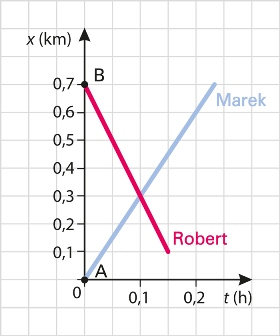 x (km)
B
0,7
Marek
0,6
0,5
0,4
0,3
0,2
Robert
0,1
A
0
0,1
0,2
t (h)